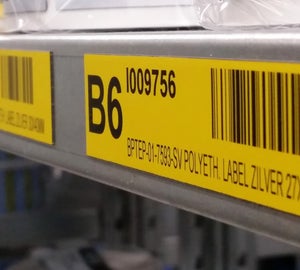 B6
I009756
BPTEP-01-7593-SV POLYETH. LABEL ZILVER 27